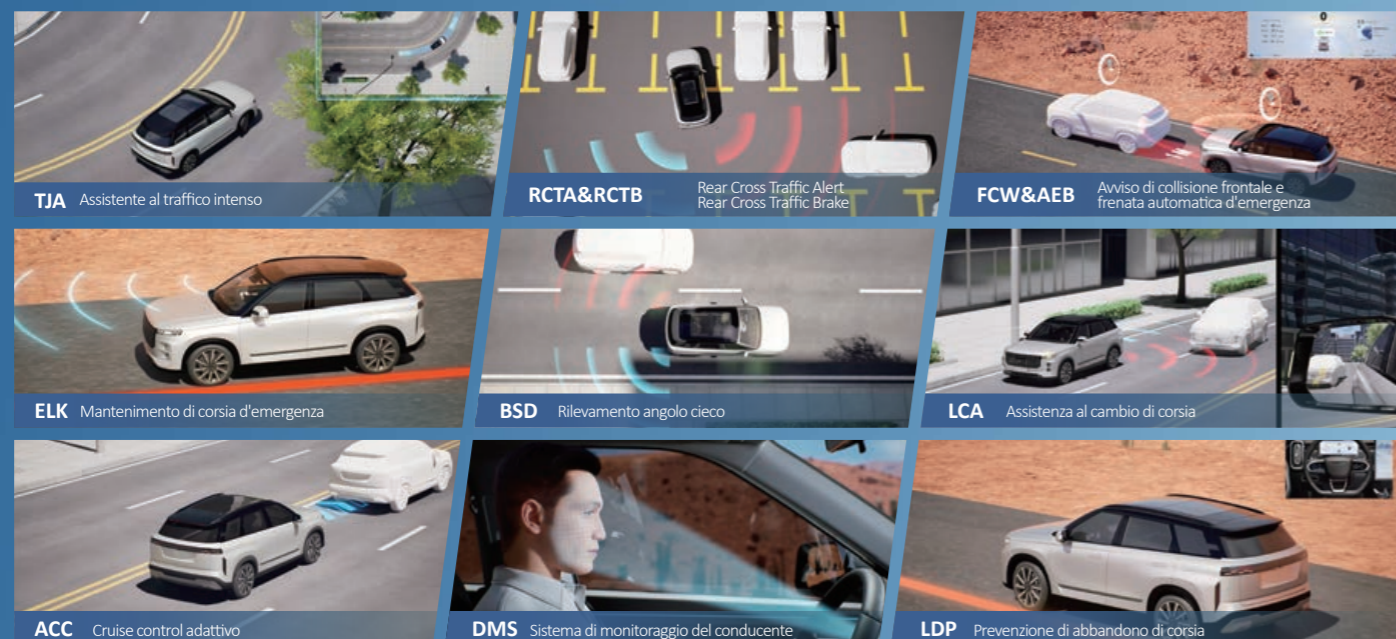 TJA Assistente al traffico intenso
RCTA&RCTB Rear Cross Traffic Alert
Rear Cross Traffic Brake
FCW&AEB Avviso di collisione frontale e
frenata automatica d'emergenza
ELK Mantenimento di corsia d'emergenza
BSD Rilevamento angolo cieco
LCA Assistenza al cambio di corsia
ACC Cruise control adattivo
DMS Sistema di monitoraggio del conducente
LDP Prevenzione di abbandono di corsia